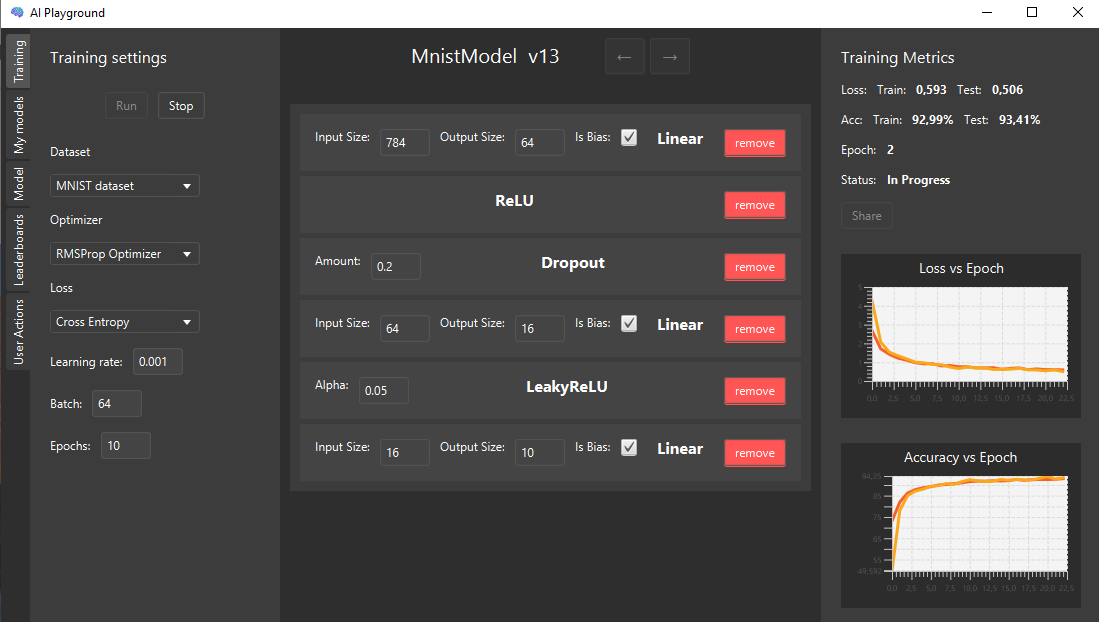 AI Playground
Training
My models
Model
Leaderboards
User Actions
Training settings
Run Stop
Dataset
MNIST dataset
Optimizer
RMSProp Optimizer
Loss
Cross Entropy
Learning rate: 0.001
Batch: 64
Epochs: 10
MnistModel v13 ← →
Input Size: 784 Output Size: 64 Is Bias: Linear remove
ReLU remove
Amount: 0.2 Dropout remove
Input Size: 64 Output Size: 16 Is Bias: Linear remove
Alpha: 0.05 LeakyReLU remove
Input Size: 16 Output Size: 10 Is Bias: Linear remove
Training Metrics
Loss: Train: 0,593 Test: 0,506
Acc: Train: 92,99% Test: 93,41%
Epoch: 2
Status: In Progress
Share
Loss vs Epoch
5
4
3
2
1
0
0,0 2,5 5,0 7,5 10,0 12,5 15,0 17,5 20,0 22,5
Accuracy vs Epoch
94,25
85
75
65
55
49,592
0,0 2,5 5,0 7,5 10,0 12,5 15,0 17,5 20,0 22,5